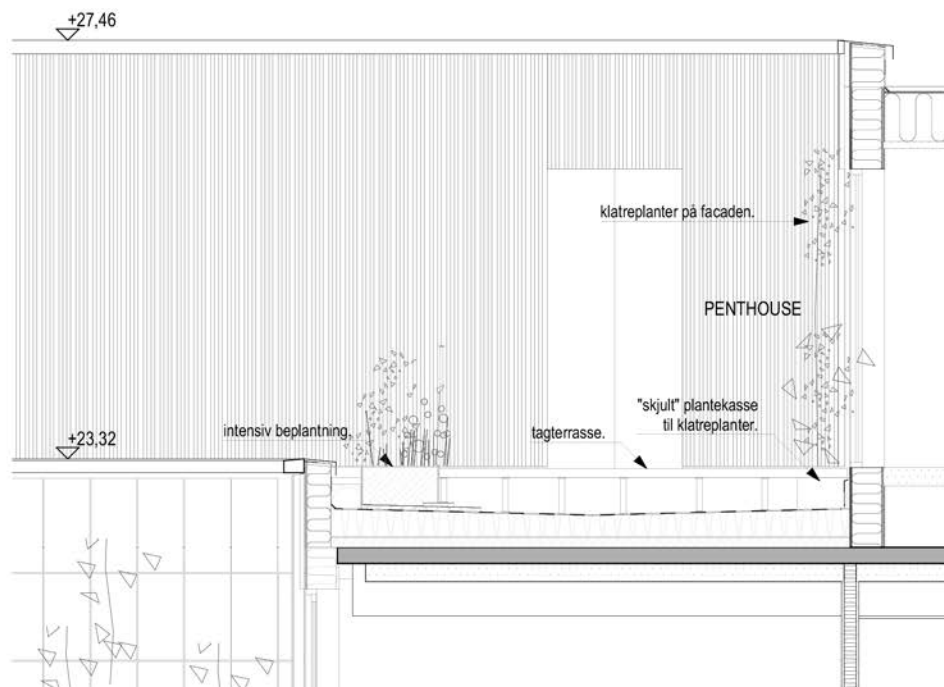 +27,46
klatreplanter på facaden.
PENTHOUSE
"skjult" plantekasse
til klatreplanter.
+23,32
intensiv beplantning.
tagterrasse.